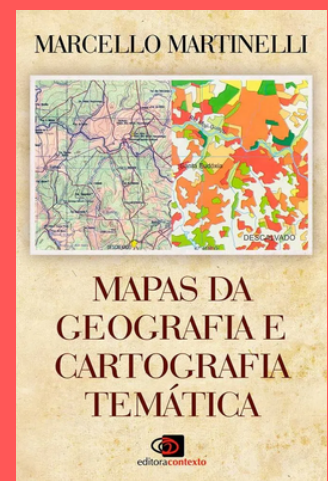 MARCELLO MARTINELLI
DESCALVADO
MAPAS DA
GEOGRAFIA E
CARTOGRAFIA
TEMÁTICA
editoracontexto